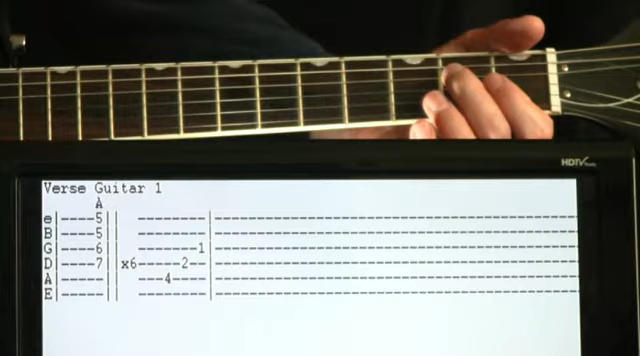 HDTV
Verse Guitar 1
A
e|----5-|| --------|--------------------------------------------
B|----5-|| --------|--------------------------------------------
G|----6-|| -------1|--------------------------------------------
D|----7-||x6-----2--|--------------------------------------------
A|------|| ---4----|--------------------------------------------
E|------|| --------|--------------------------------------------